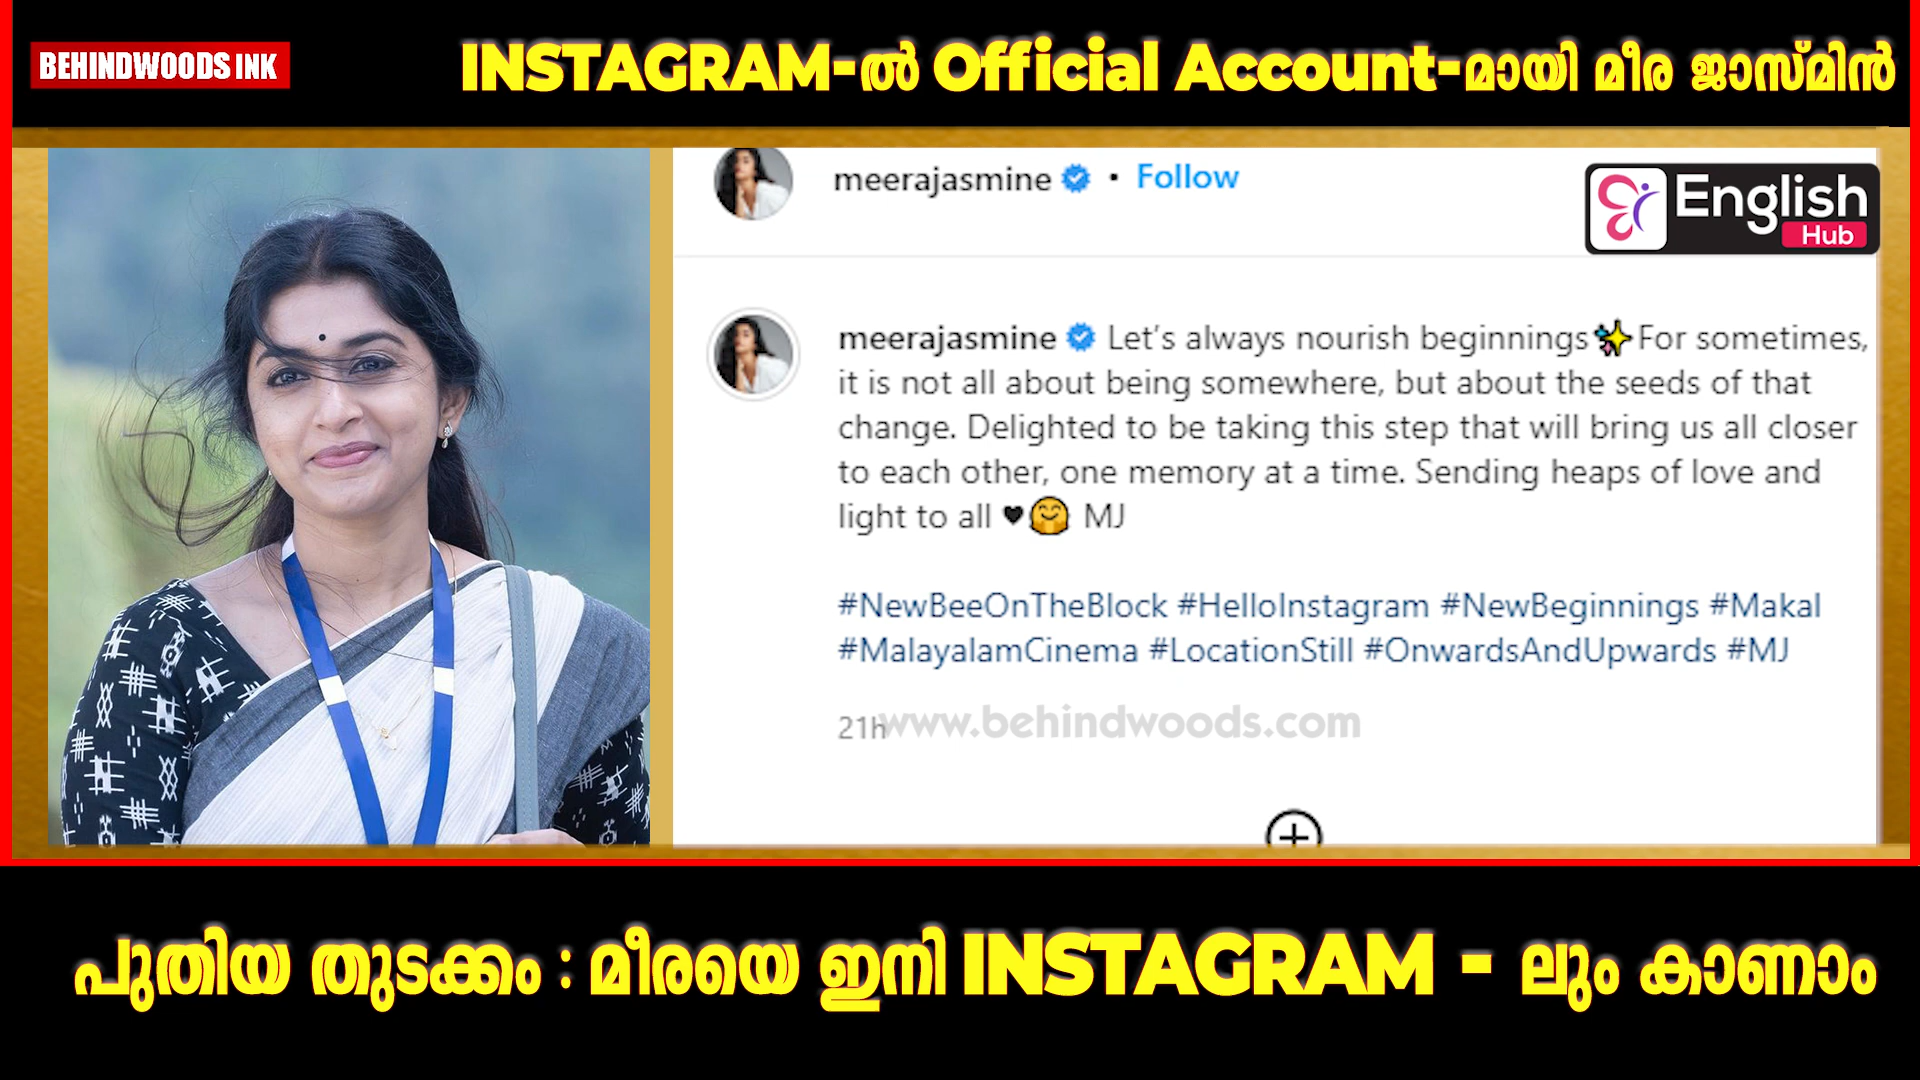 BEHINDWOODS INK
INSTAGRAM-ൽ Official Account-മായി മീര ജാസ്മിൻ
meerajasmine • Follow
English
Hub
meerajasmine Let’s always nourish beginnings✨For sometimes,
it is not all about being somewhere, but about the seeds of that
change. Delighted to be taking this step that will bring us all closer
to each other, one memory at a time. Sending heaps of love and
light to all ♥🤗 MJ
#NewBeeOnTheBlock #HelloInstagram #NewBeginnings #Makal
#MalayalamCinema #LocationStill #OnwardsAndUpwards #MJ
21h
www.behindwoods.com
പുതിയ തുടക്കം : മീരയെ ഇനി INSTAGRAM - ലും കാണാം